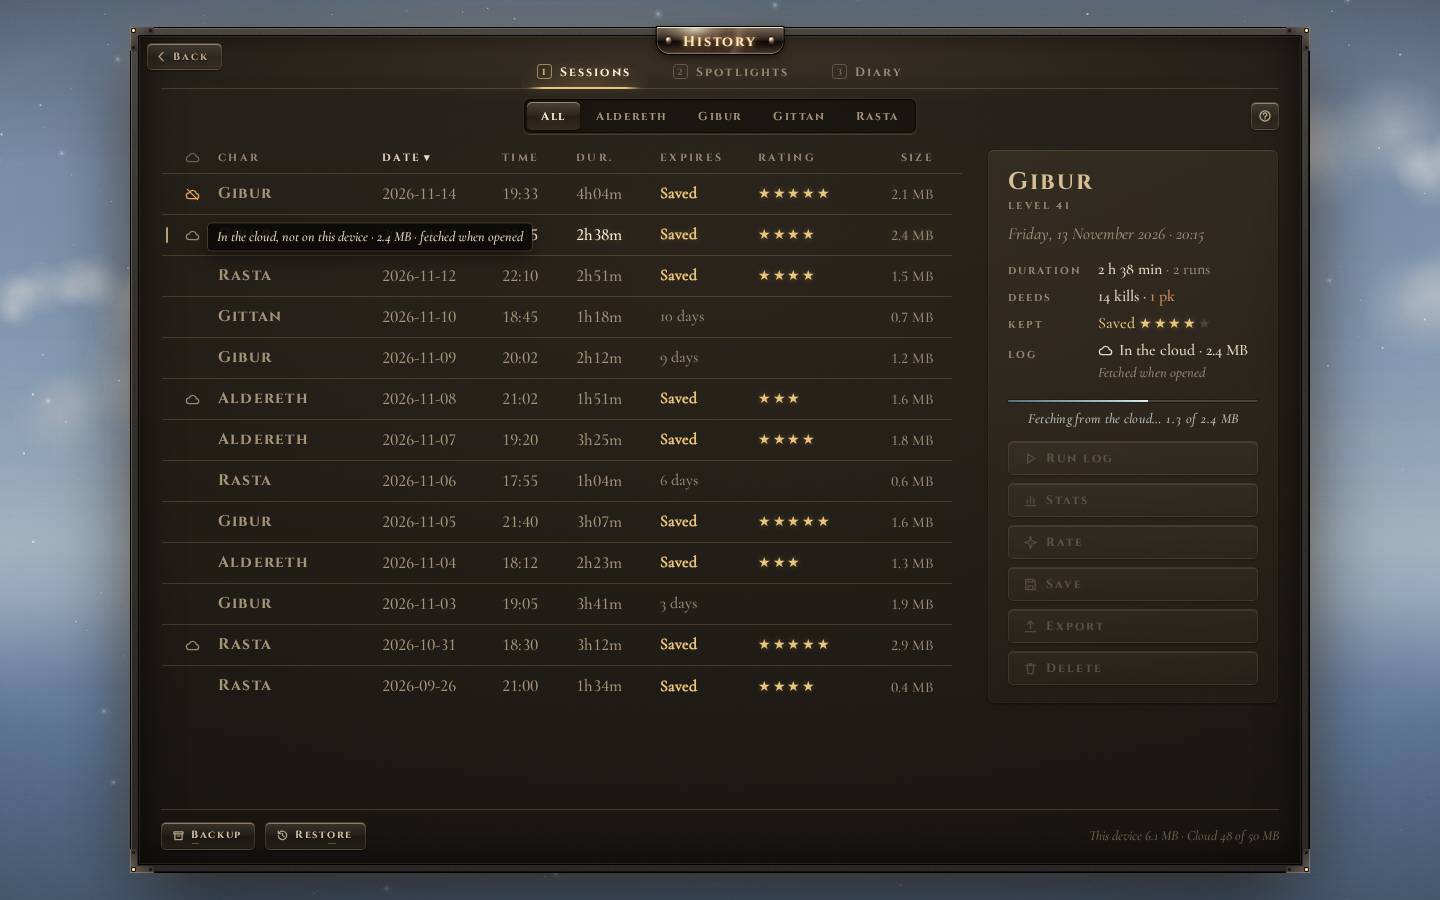 HISTORY
BACK
1 SESSIONS 2 SPOTLIGHTS 3 DIARY
ALL ALDERETH GIBUR GITTAN RASTA
CHAR DATE ▾ TIME DUR. EXPIRES RATING SIZE
GIBUR 2026-11-14 19:33 4h04m Saved ★★★★★ 2.1 MB
In the cloud, not on this device · 2.4 MB · fetched when opened 5 2h38m Saved ★★★★ 2.4 MB
RASTA 2026-11-12 22:10 2h51m Saved ★★★★ 1.5 MB
GITTAN 2026-11-10 18:45 1h18m 10 days 0.7 MB
GIBUR 2026-11-09 20:02 2h12m 9 days 1.2 MB
ALDERETH 2026-11-08 21:02 1h51m Saved ★★★ 1.6 MB
ALDERETH 2026-11-07 19:20 3h25m Saved ★★★★ 1.8 MB
RASTA 2026-11-06 17:55 1h04m 6 days 0.6 MB
GIBUR 2026-11-05 21:40 3h07m Saved ★★★★★ 1.6 MB
ALDERETH 2026-11-04 18:12 2h23m Saved ★★★ 1.3 MB
GIBUR 2026-11-03 19:05 3h41m 3 days 1.9 MB
RASTA 2026-10-31 18:30 3h12m Saved ★★★★★ 2.9 MB
RASTA 2026-09-26 21:00 1h34m Saved ★★★★ 0.4 MB
GIBUR
LEVEL 41
Friday, 13 November 2026 · 20:15
DURATION 2 h 38 min · 2 runs
DEEDS 14 kills · 1 pk
KEPT Saved ★★★★★
LOG In the cloud · 2.4 MB
Fetched when opened
Fetching from the cloud... 1.3 of 2.4 MB
RUN LOG
STATS
RATE
SAVE
EXPORT
DELETE
BACKUP RESTORE
This device 6.1 MB · Cloud 48 of 50 MB